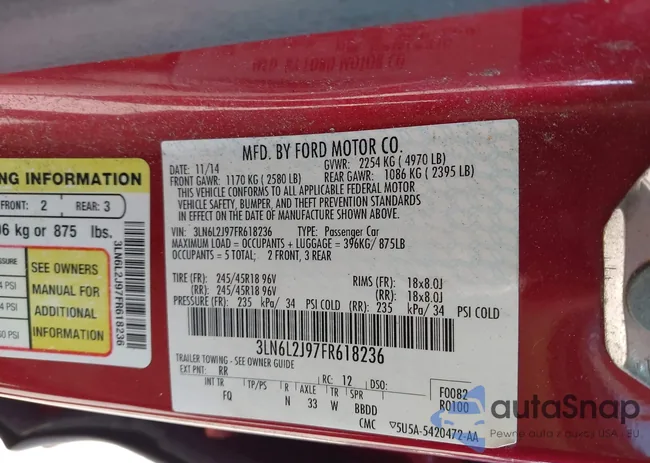 MFD. BY FORD MOTOR CO.
DATE: 11/14 GVWR: 2254 KG ( 4970 LB)
FRONT GAWR: 1170 KG ( 2580 LB) REAR GAWR: 1086 KG ( 2395 LB)
THIS VEHICLE CONFORMS TO ALL APPLICABLE FEDERAL MOTOR
VEHICLE SAFETY, BUMPER, AND THEFT PREVENTION STANDARDS
IN EFFECT ON THE DATE OF MANUFACTURE SHOWN ABOVE.
VIN: 3LN6L2J97FR618236 TYPE: Passenger Car
MAXIMUM LOAD = OCCUPANTS + LUGGAGE = 396KG/ 875LB
OCCUPANTS = 5 TOTAL; 2 FRONT, 3 REAR
TIRE (FR): 245/45R18 96V RIMS (FR): 18x8.0J
(RR): 245/45R18 96V (RR): 18x8.0J
PRESSURE (FR): 235 kPa/ 34 PSI COLD (RR): 235 kPa/ 34 PSI COLD
3LN6L2J97FR618236
TRAILER TOWING - SEE OWNER GUIDE
EXT PNT: RR RC: 12 DSO:
INT TR TP/PS R AXLE TR SPR
FQ N 33 W BBDD
F0082
R0100
CMC 5U5A-5420472-AA
NG INFORMATION
FRONT: 2 REAR: 3
6 kg or 875 lbs.
SEE OWNERS
MANUAL FOR
ADDITIONAL
INFORMATION
3LN6L2J97FR618236
autoSnap
Pewne auto z aukcji USA - EU